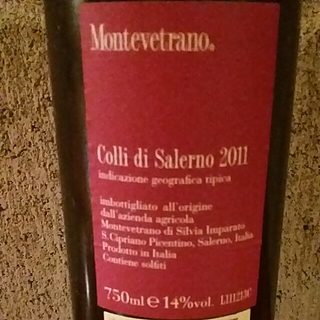 Montevetrano.
Colli di Salerno 2011
indicazione geografica tipica
imbottigliato all'origine
dall'azienda agricola
Montevetrano di Silvia Imparato
S.Cipriano Picentino, Salerno, Italia
Prodotto in Italia
Contiene solfiti
750ml e 14%vol. L111213C